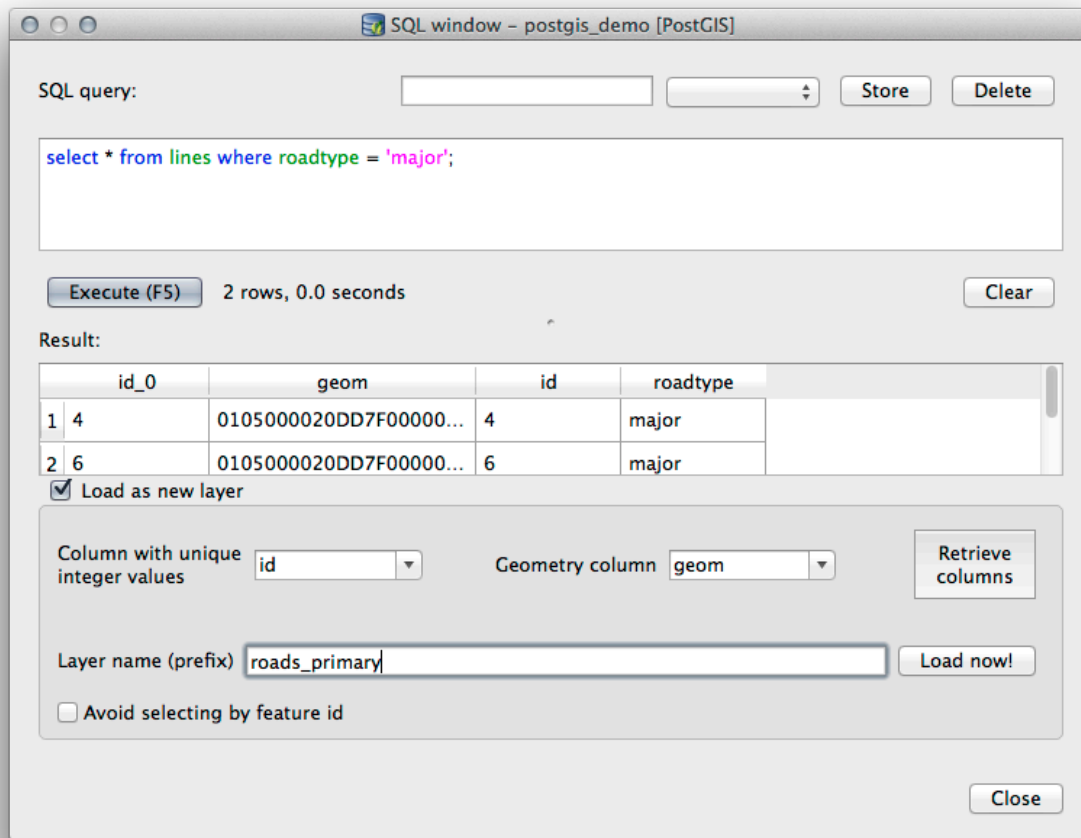 SQL window – postgis_demo [PostGIS]
SQL query:
Store
Delete
select * from lines where roadtype = 'major';
Execute (F5)
2 rows, 0.0 seconds
Clear
Result:
id_0 geom id roadtype
1 4 0105000020DD7F00000... 4 major
2 6 0105000020DD7F00000... 6 major
Load as new layer
Column with unique
integer values
id
Geometry column
geom
Retrieve
columns
Layer name (prefix)
roads_primary
Load now!
Avoid selecting by feature id
Close